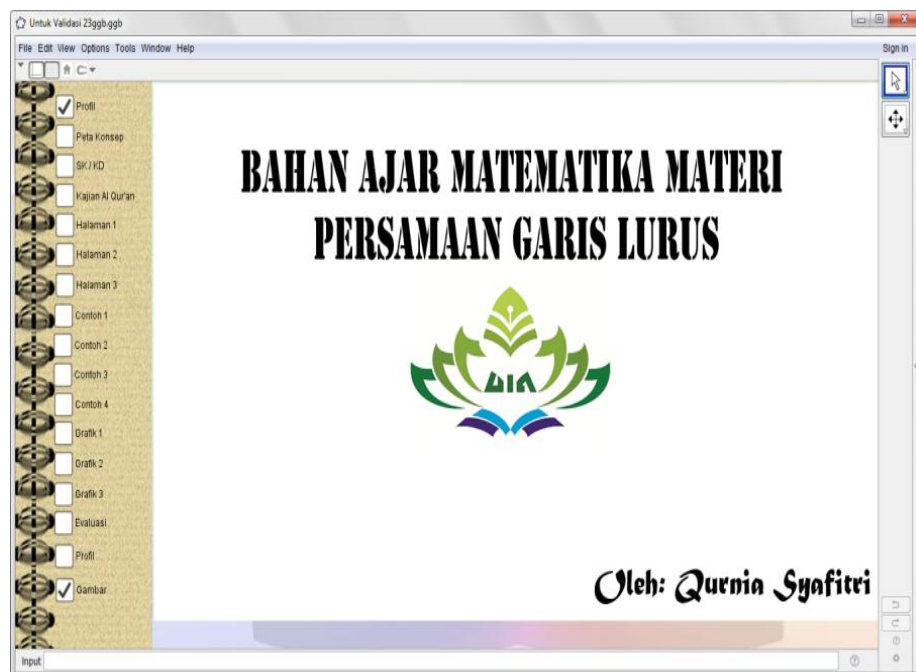 Untuk Validasi 23ggb.ggb
File Edit View Options Tools Window Help
Sign in
Profil
Peta Konsep
SK / KD
Kajian Al Qur'an
Halaman 1
Halaman 2
Halaman 3
Contoh 1
Contoh 2
Contoh 3
Contoh 4
Grafik 1
Grafik 2
Grafik 3
Evaluasi
Profil
Gambar
BAHAN AJAR MATEMATIKA MATERI
PERSAMAAN GARIS LURUS
UIN
Oleh: Qurnia Syafitri
Input